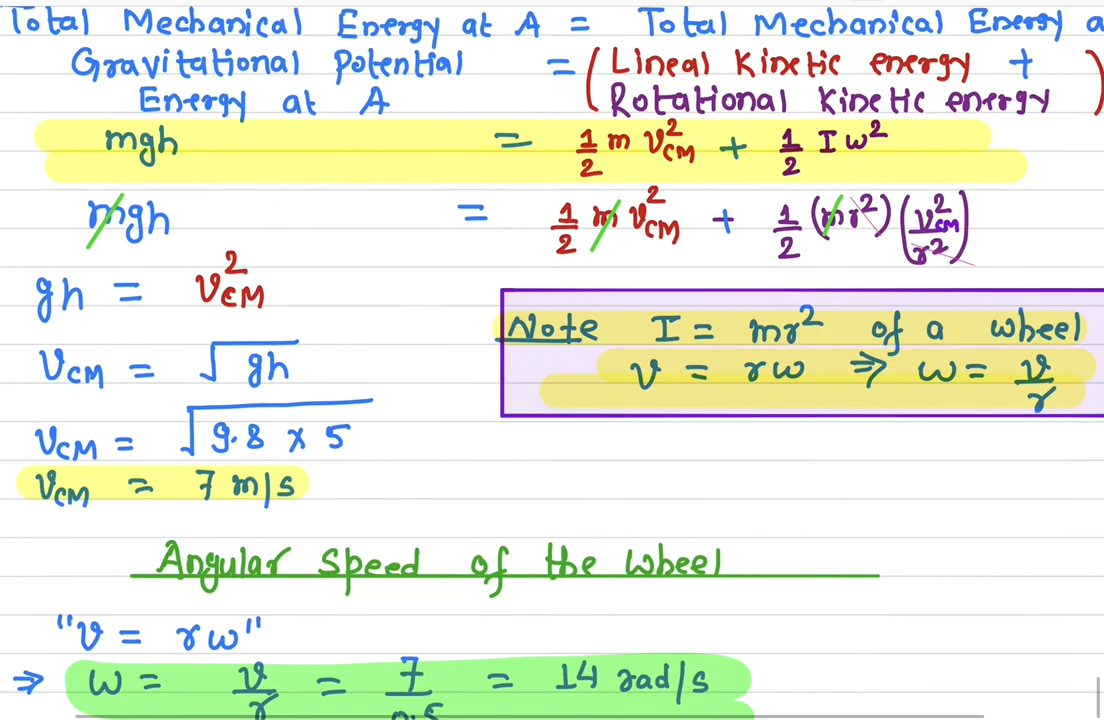 Total Mechanical Energy at A = Total Mechanical Energy a
Gravitational Potential = (Lineal Kinetic energy +
Energy at A Rotational Kinetic energy)
mgh = 1/2 m v²CM + 1/2 I ω²
mgh = 1/2 m v²CM + 1/2 (mr²) (v²CM/r²)
gh = v²CM
Note I = mr² of a wheel
v = rω ⇒ ω = v/r
vCM = √gh
vCM = √9.8 × 5
vCM = 7 m/s
Angular Speed of the Wheel
"v = rω"
⇒ ω = v/r = 7/0.5 = 14 rad/s